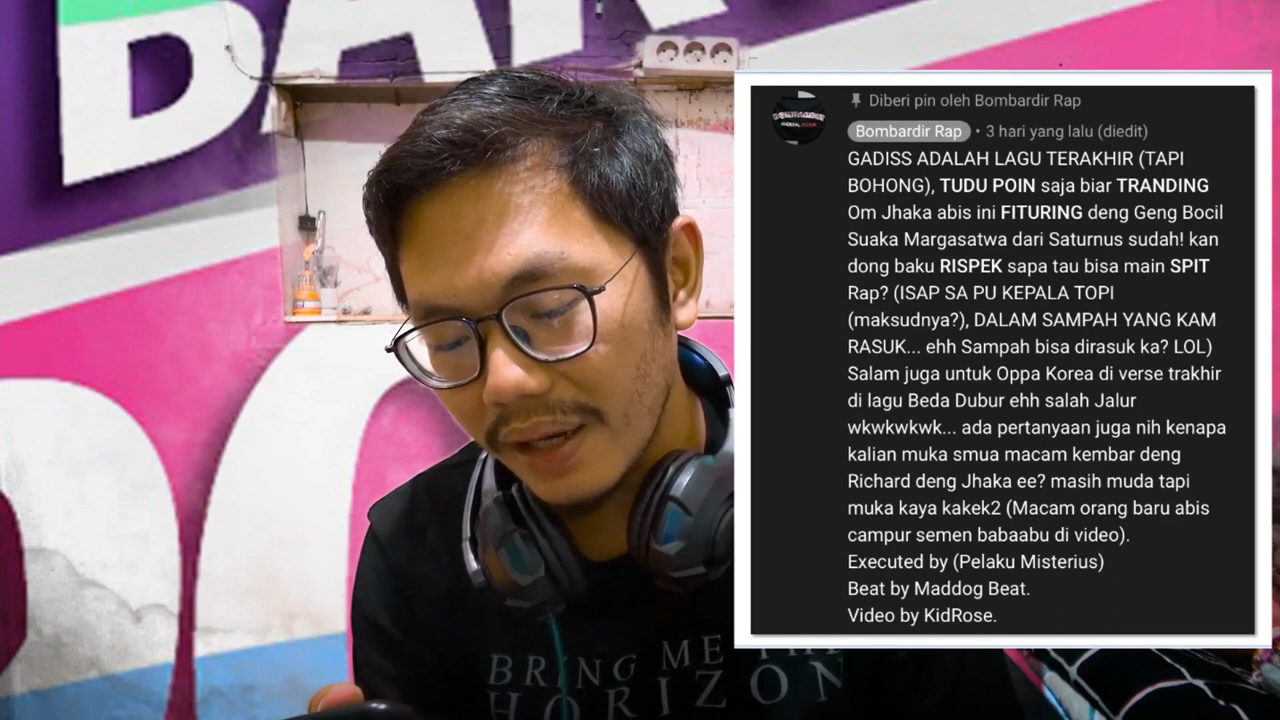 BAR
Diberi pin oleh Bombardir Rap
Bombardir Rap • 3 hari yang lalu (diedit)
GADISS ADALAH LAGU TERAKHIR (TAPI
BOHONG), TUDU POIN saja biar TRANDING
Om Jhaka abis ini FITURING deng Geng Bocil
Suaka Margasatwa dari Saturnus sudah! kan
dong baku RISPEK sapa tau bisa main SPIT
Rap? (ISAP SA PU KEPALA TOPI
(maksudnya?), DALAM SAMPAH YANG KAM
RASUK... ehh Sampah bisa dirasuk ka? LOL)
Salam juga untuk Oppa Korea di verse trakhir
di lagu Beda Dubur ehh salah Jalur
wkwkwkwk... ada pertanyaan juga nih kenapa
kalian muka smua macam kembar deng
Richard deng Jhaka ee? masih muda tapi
muka kaya kakek2 (Macam orang baru abis
campur semen babaabu di video).
Executed by (Pelaku Misterius)
Beat by Maddog Beat.
Video by KidRose.
BRING ME THE
HORIZON